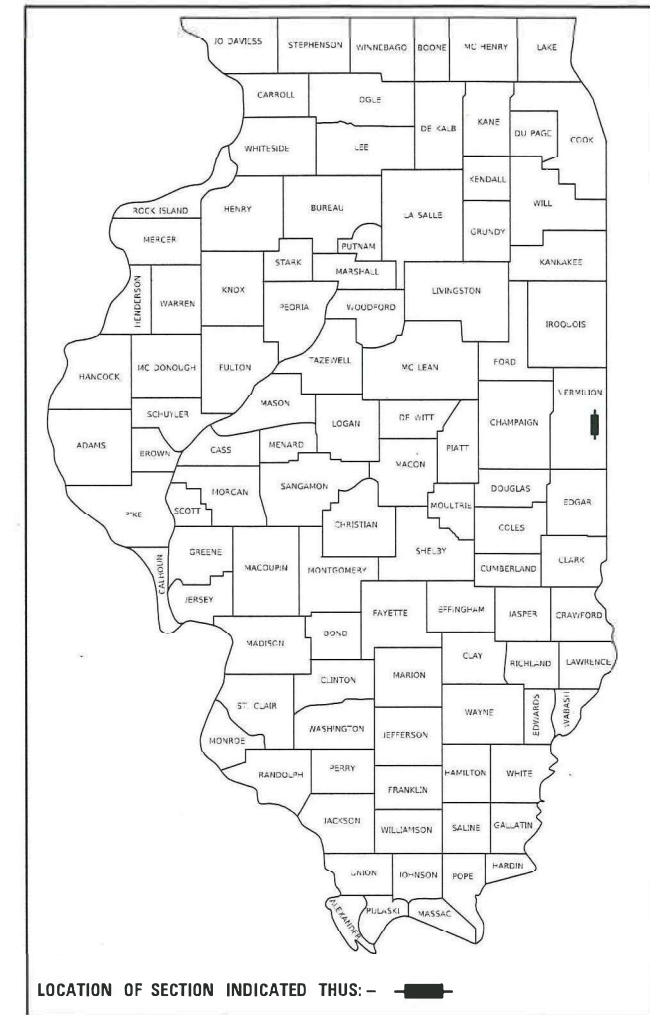 JO DAVIESS STEPHENSON WINNEBAGO BOONE MC HENRY LAKE
CARROLL OGLE DE KALB KANE DU PAGE COOK
WHITESIDE LEE
KENDALL
ROCK ISLAND HENRY BUREAU LA SALLE WILL
MERCER PUTNAM GRUNDY
STARK MARSHALL KANKAKEE
HENDERSON WARREN KNOX PEORIA WOODFORD LIVINGSTON
IROQUOIS
HANCOCK MC DONOUGH FULTON TAZEWELL MC LEAN FORD
VERMILION
MASON
SCHUYLER LOGAN DE WITT CHAMPAIGN
ADAMS BROWN CASS MENARD MACON PIATT
MORGAN SANGAMON DOUGLAS
PIKE SCOTT CHRISTIAN MOULTRIE EDGAR
COLES
GREENE SHELBY
CALHOUN MACOUPIN MONTGOMERY CUMBERLAND CLARK
JERSEY
FAYETTE EFFINGHAM JASPER CRAWFORD
MADISON BOND
CLAY RICHLAND LAWRENCE
CLINTON MARION
ST. CLAIR WAYNE EDWARDS WABASH
WASHINGTON JEFFERSON
MONROE
RANDOLPH PERRY HAMILTON WHITE
FRANKLIN
JACKSON WILLIAMSON SALINE GALLATIN
UNION JOHNSON POPE HARDIN
ALEXANDER PULASKI MASSAC
LOCATION OF SECTION INDICATED THUS: –